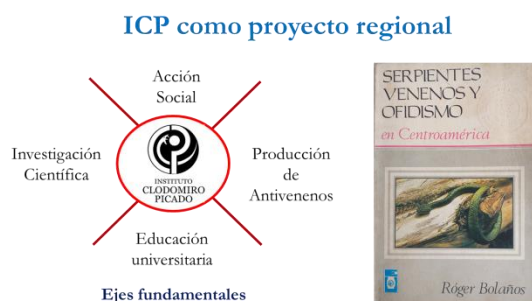 ICP como proyecto regional
Acción
Social
Investigación
Científica
INSTITUTO
CLODOMIRO
PICADO
Producción
de
Antivenenos
Educación
universitaria
Ejes fundamentales
SERPIENTES
VENENOS Y
OFIDISMO
en Centroamérica
Róger Bolaños